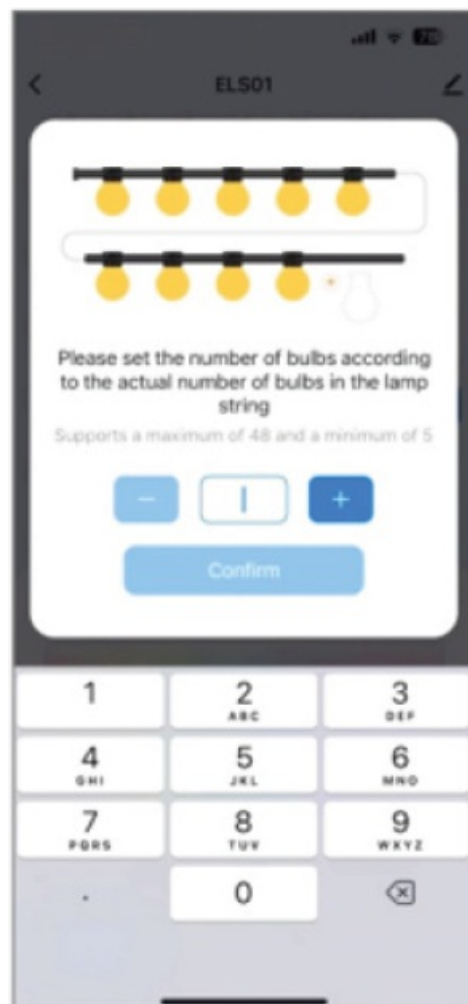 ELS01
Please set the number of bulbs according
to the actual number of bulbs in the lamp
string
Supports a maximum of 48 and a minimum of 5
−
+
Confirm
1
2
ABC
3
DEF
4
GHI
5
JKL
6
MNO
7
PQRS
8
TUV
9
WXYZ
.
0